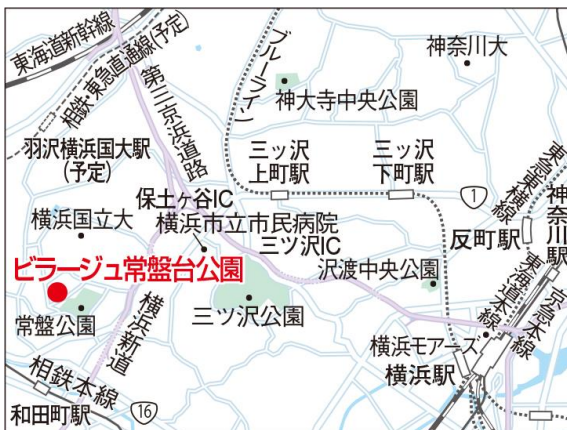 東海道新幹線
相鉄・東急直通線(予定)
第三京浜道路
ブルーライン
神奈川大
神大寺中央公園
羽沢横浜国大駅
(予定)
三ッ沢
上町駅
三ッ沢
下町駅
1
東急東横線
神奈川駅
保土ヶ谷IC
横浜国立大
横浜市立市民病院
三ツ沢IC
反町駅
ビラージュ常盤台公園
沢渡中央公園
東海道本線
京急本線
常盤公園
横浜新道
三ッ沢公園
横浜モアーズ
横浜駅
相鉄本線
16
和田町駅